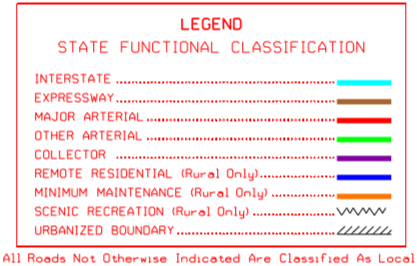 LEGEND
STATE FUNCTIONAL CLASSIFICATION
INTERSTATE
EXPRESSWAY
MAJOR ARTERIAL
OTHER ARTERIAL
COLLECTOR
REMOTE RESIDENTIAL (Rural Only)
MINIMUM MAINTENANCE (Rural Only)
SCENIC RECREATION (Rural Only)
URBANIZED BOUNDARY
All Roads Not Otherwise Indicated Are Classified As Local